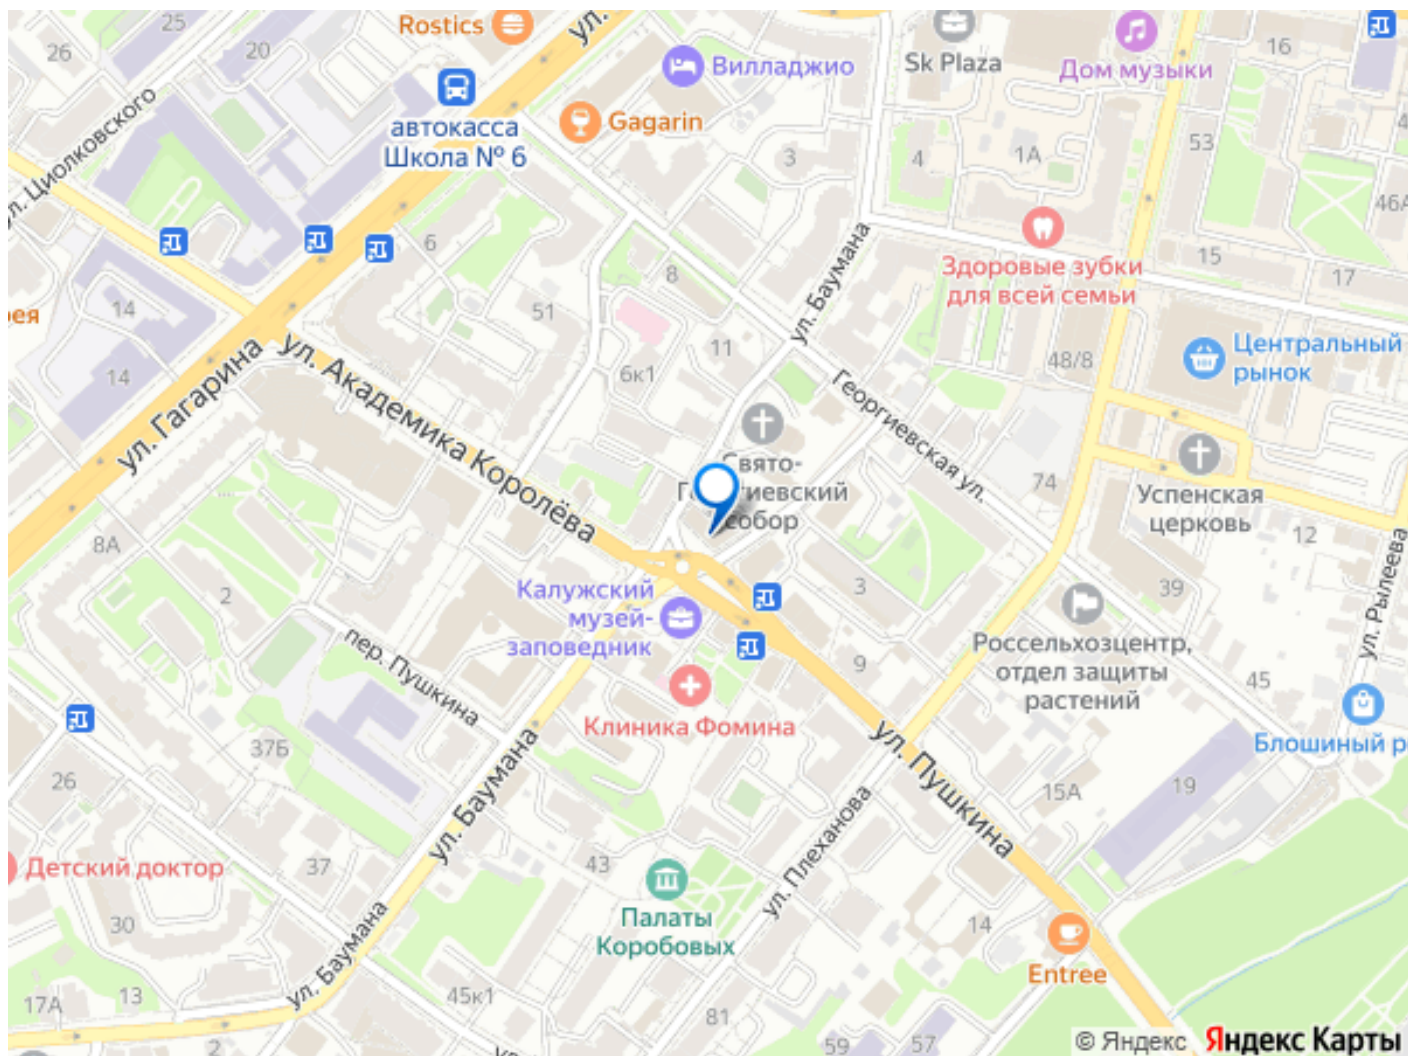 25
26
20
Rostics
ул.
Вилладжио
Sk Plaza
Дом музыки
16
автокасса
Школа № 6
Gagarin
ул. Циолковского
3
4
1А
53
46А
6
8
ул. Баумана
Здоровые зубки
для всей семьи
15
17
14
51
11
6к1
48/8
Центральный
рынок
14
ул. Гагарина
ул. Академика Королёва
Георгиевская ул.
Свято-
собор
74
Успенская
церковь
12
8А
2
3
39
ул. Рылеева
Калужский
музей-
заповедник
пер. Пушкина
9
Россельхозцентр,
отдел защиты
растений
45
Клиника Фомина
37Б
26
ул. Баумана
ул. Пушкина
15А
19
Блошиный р
Детский доктор
37
43
ул. Плеханова
30
Палаты
Коробовых
14
Entree
ул. Баумана
17А
13
45к1
81
2
59
57
© Яндекс Яндекс Карты